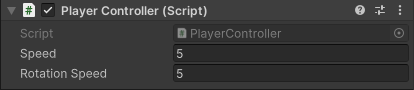 Player Controller (Script)
Script PlayerController
Speed 5
Rotation Speed 5